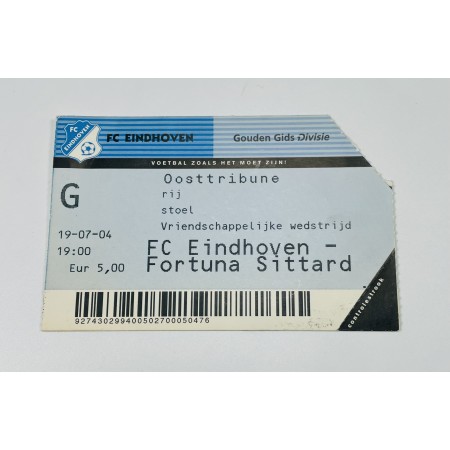 FC
EINDHOVEN
FC EINDHOVEN
Gouden Gids Divisie
VOETBAL ZOALS HET MOET ZIJN!
G
Oosttribune
rij
stoel
19-07-04
Vriendschappelijke wedstrijd
19:00
FC Eindhoven –
Eur 5,00
Fortuna Sittard
927430299400502700050476
controlestrook